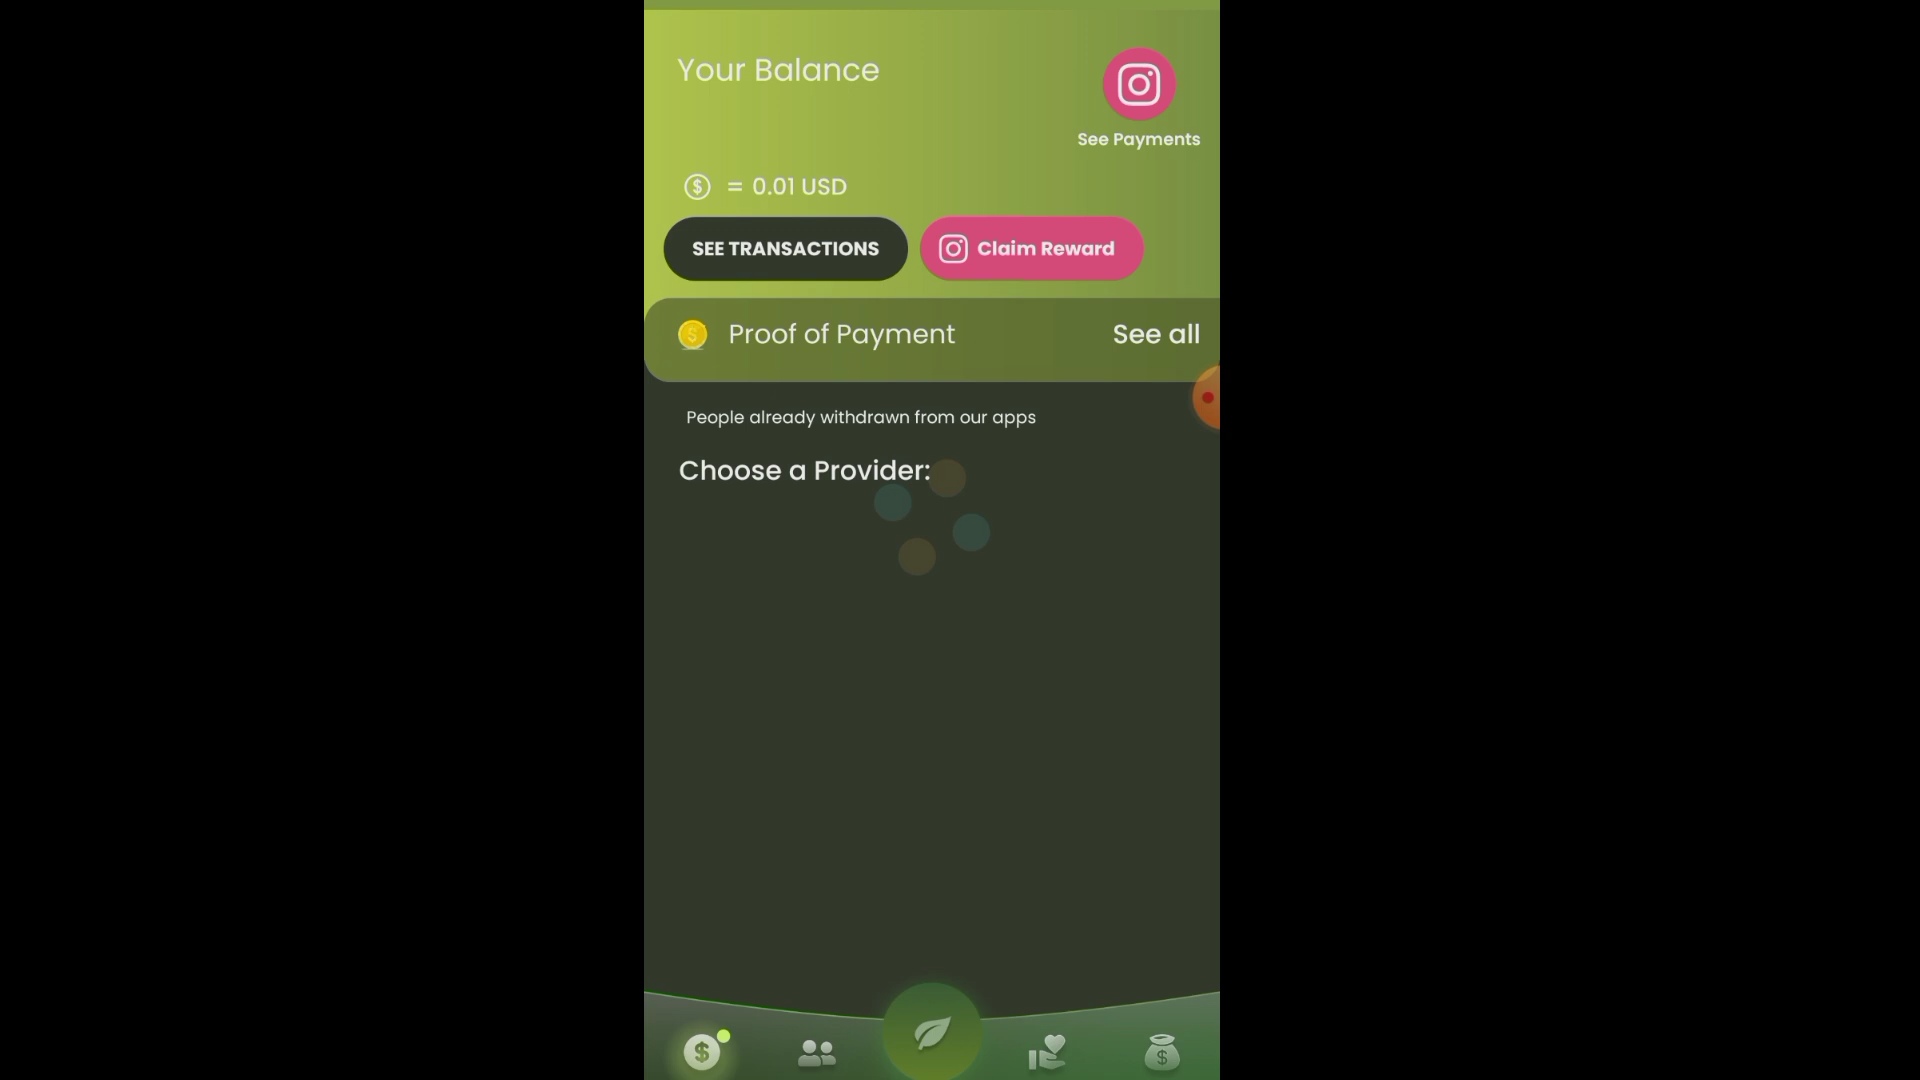 Your Balance
See Payments
= 0.01 USD
SEE TRANSACTIONS
Claim Reward
Proof of Payment
See all
People already withdrawn from our apps
Choose a Provider: